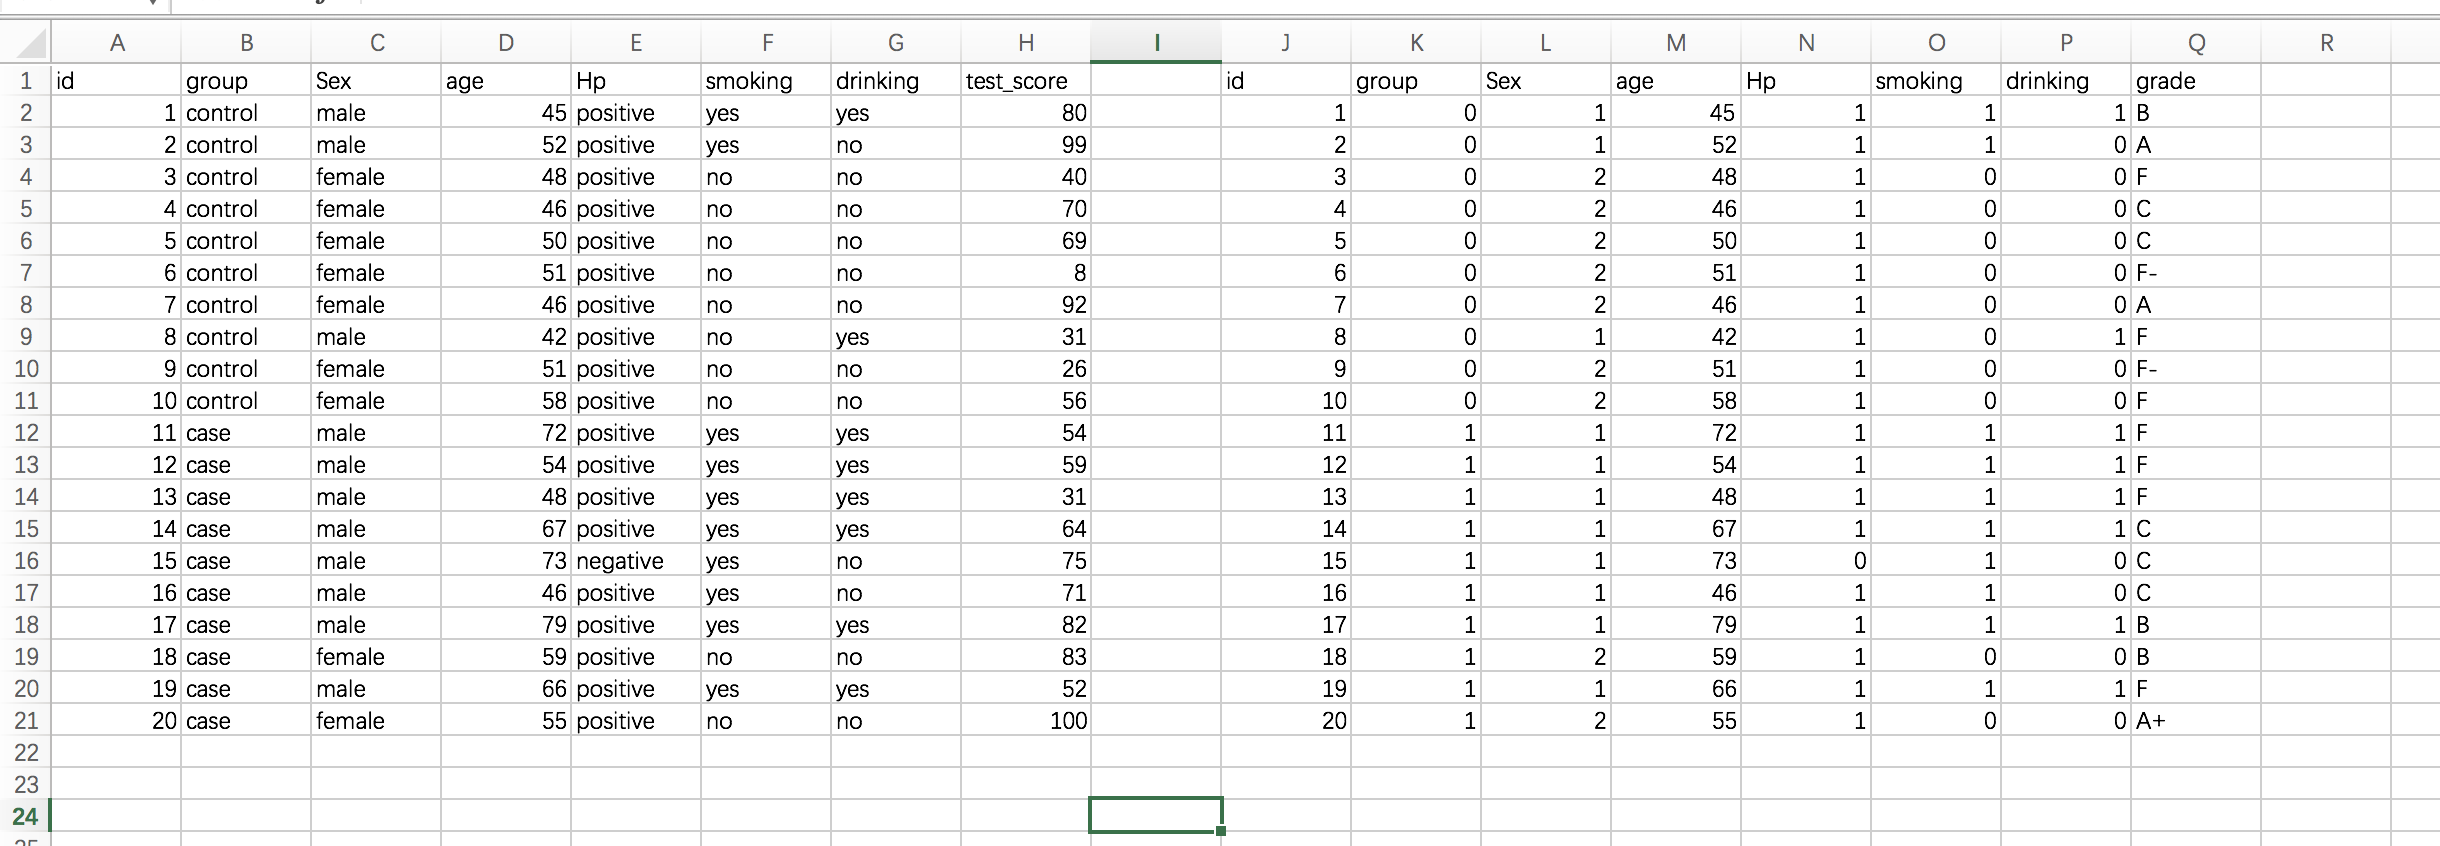 A B C D E F G H I J K L M N O P Q R
1 id group Sex age Hp smoking drinking test_score id group Sex age Hp smoking drinking grade
2 1 control male 45 positive yes yes 80 1 0 1 45 1 1 1 B
3 2 control male 52 positive yes no 99 2 0 1 52 1 1 0 A
4 3 control female 48 positive no no 40 3 0 2 48 1 0 0 F
5 4 control female 46 positive no no 70 4 0 2 46 1 0 0 C
6 5 control female 50 positive no no 69 5 0 2 50 1 0 0 C
7 6 control female 51 positive no no 8 6 0 2 51 1 0 0 F-
8 7 control female 46 positive no no 92 7 0 2 46 1 0 0 A
9 8 control male 42 positive no yes 31 8 0 1 42 1 0 1 F
10 9 control female 51 positive no no 26 9 0 2 51 1 0 0 F-
11 10 control female 58 positive no no 56 10 0 2 58 1 0 0 F
12 11 case male 72 positive yes yes 54 11 1 1 72 1 1 1 F
13 12 case male 54 positive yes yes 59 12 1 1 54 1 1 1 F
14 13 case male 48 positive yes yes 31 13 1 1 48 1 1 1 F
15 14 case male 67 positive yes yes 64 14 1 1 67 1 1 1 C
16 15 case male 73 negative yes no 75 15 1 1 73 0 1 0 C
17 16 case male 46 positive yes no 71 16 1 1 46 1 1 0 C
18 17 case male 79 positive yes yes 82 17 1 1 79 1 1 1 B
19 18 case female 59 positive no no 83 18 1 2 59 1 0 0 B
20 19 case male 66 positive yes yes 52 19 1 1 66 1 1 1 F
21 20 case female 55 positive no no 100 20 1 2 55 1 0 0 A+
22
23
24